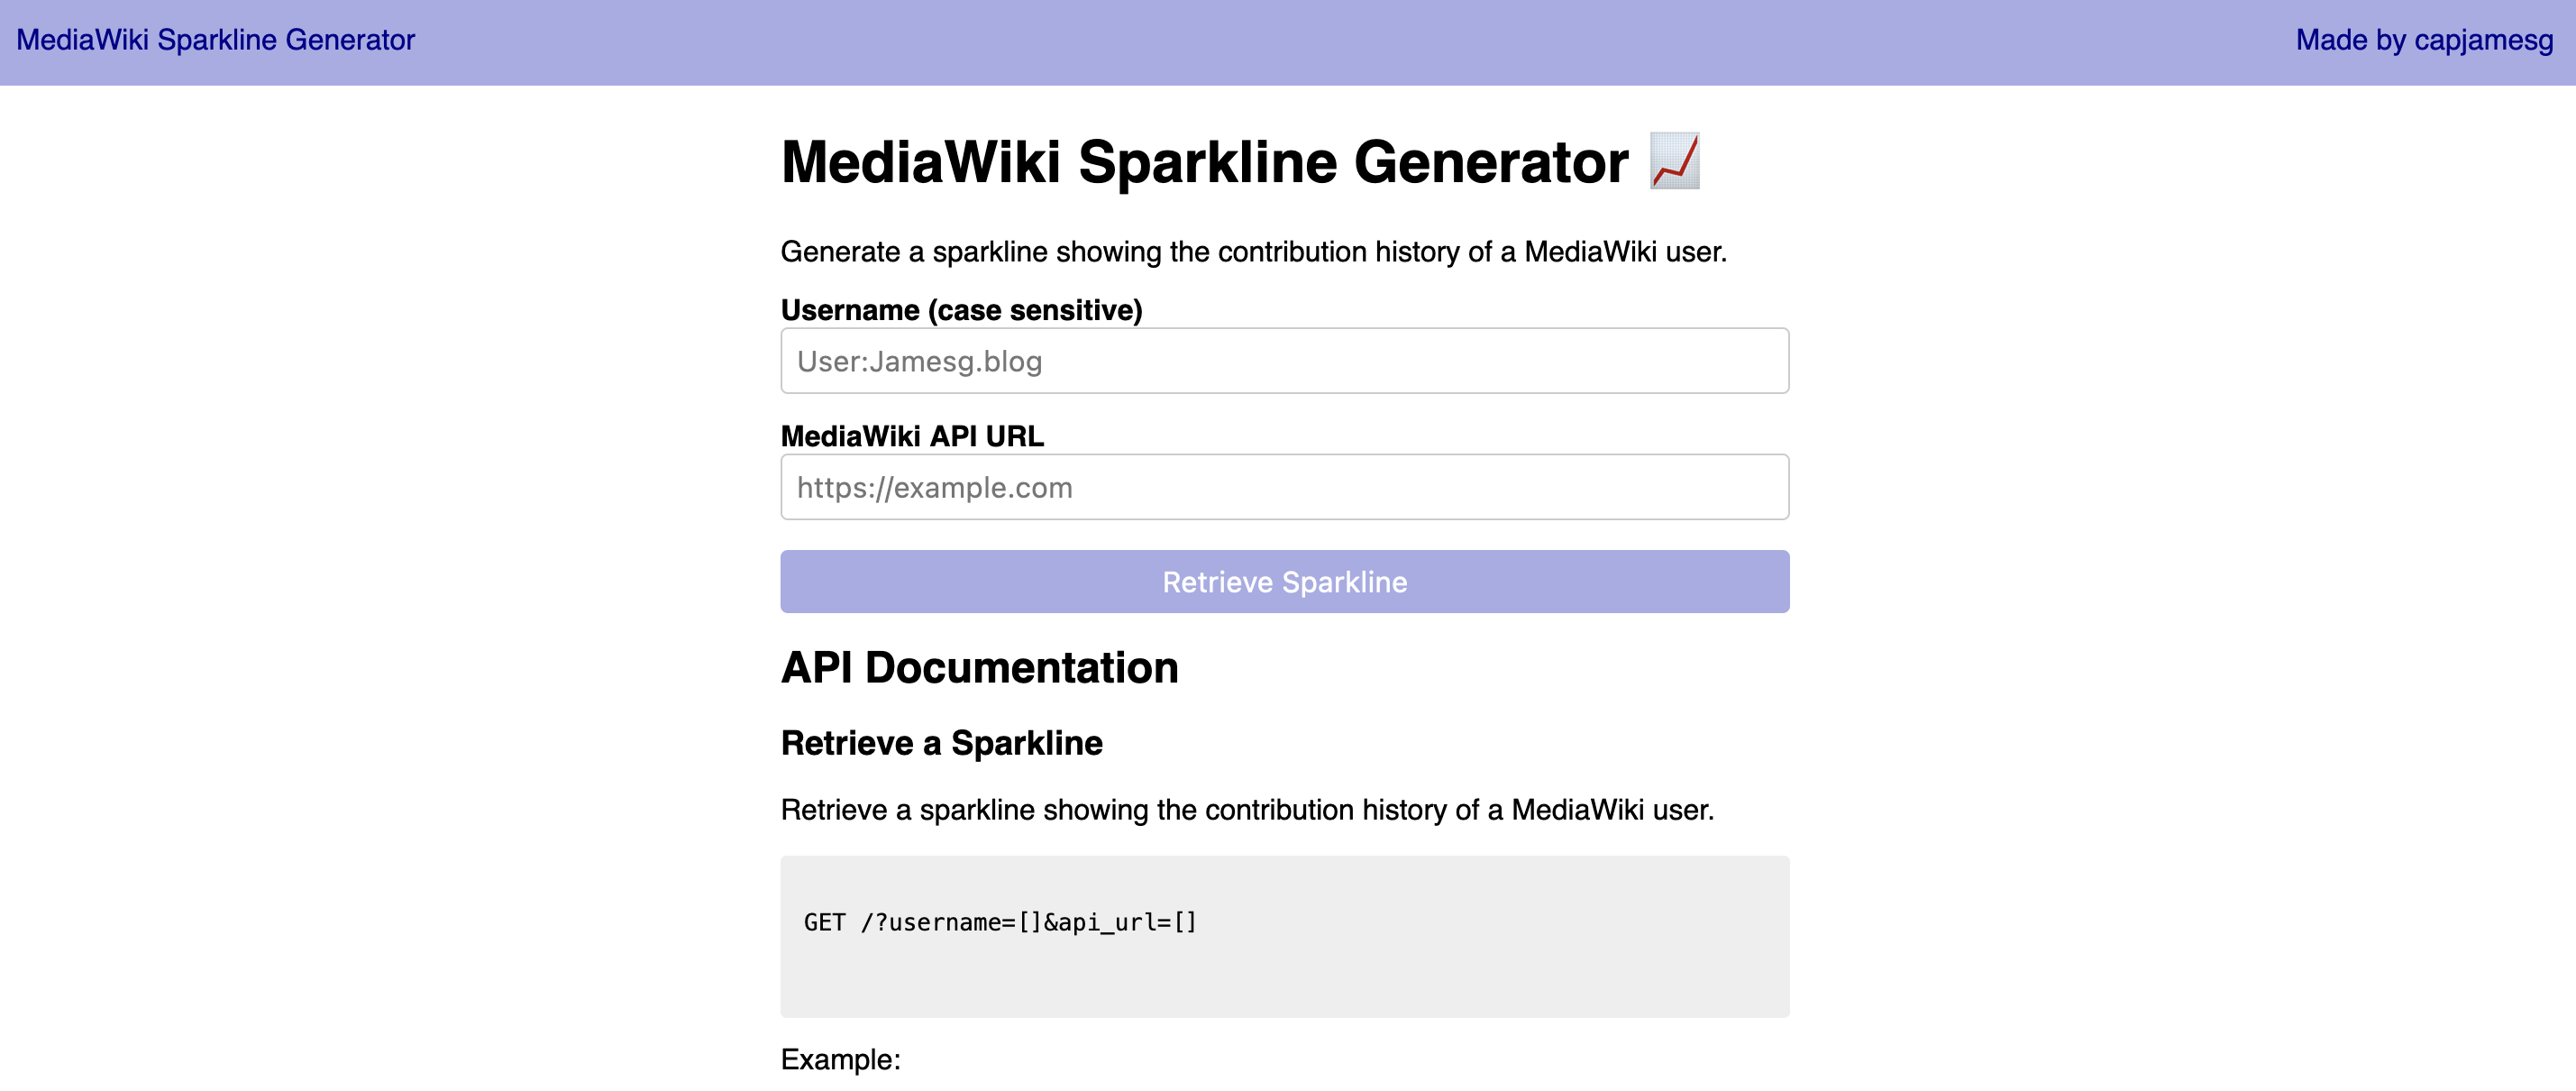 MediaWiki Sparkline Generator
Made by capjamesg
MediaWiki Sparkline Generator 📈
Generate a sparkline showing the contribution history of a MediaWiki user.
Username (case sensitive)
User:Jamesg.blog
MediaWiki API URL
https://example.com
Retrieve Sparkline
API Documentation
Retrieve a Sparkline
Retrieve a sparkline showing the contribution history of a MediaWiki user.
GET /?username=[]&api_url=[]
Example: